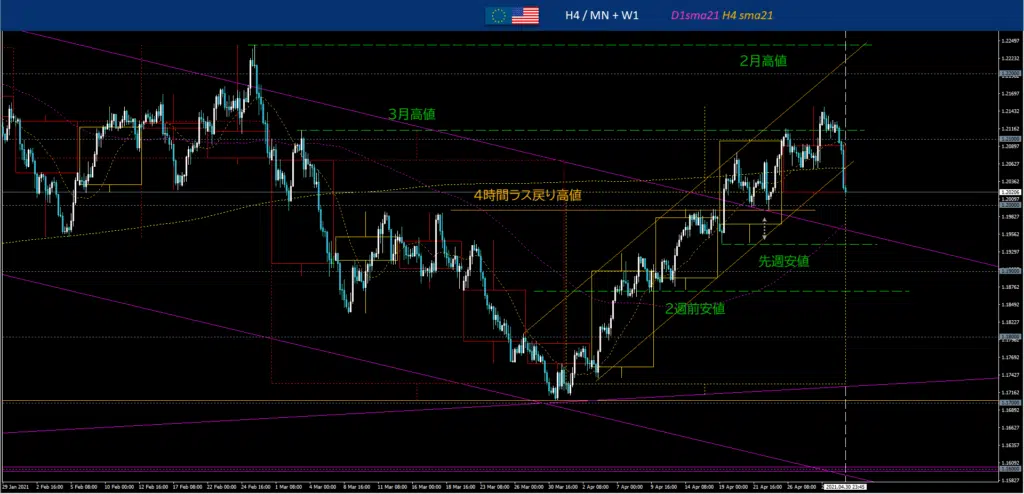 H4 / MN + W1
D1sma21 H4 sma21
2月高値
3月高値
4時間ラス戻り高値
先週安値
2週前安値
1.22497
1.22232
1.21697
1.21432
1.20897
1.20627
1.20362
1.20097
1.19827
1.19562
1.19297
1.18762
1.18492
1.18227
1.17692
1.17427
1.17162
1.16627
1.16357
1.16092
1.15827
29 Jan 2021
2 Feb 16:00
5 Feb 08:00
10 Feb 00:00
12 Feb 16:00
17 Feb 08:00
22 Feb 00:00
24 Feb 16:00
1 Mar 08:00
4 Mar 00:00
6 Mar 16:00
11 Mar 08:00
16 Mar 00:00
18 Mar 16:00
23 Mar 08:00
26 Mar 00:00
30 Mar 16:00
2 Apr 08:00
7 Apr 00:00
9 Apr 16:00
14 Apr 08:00
19 Apr 00:00
21 Apr 16:00
26 Apr 08:00
2021.04.30 23:48